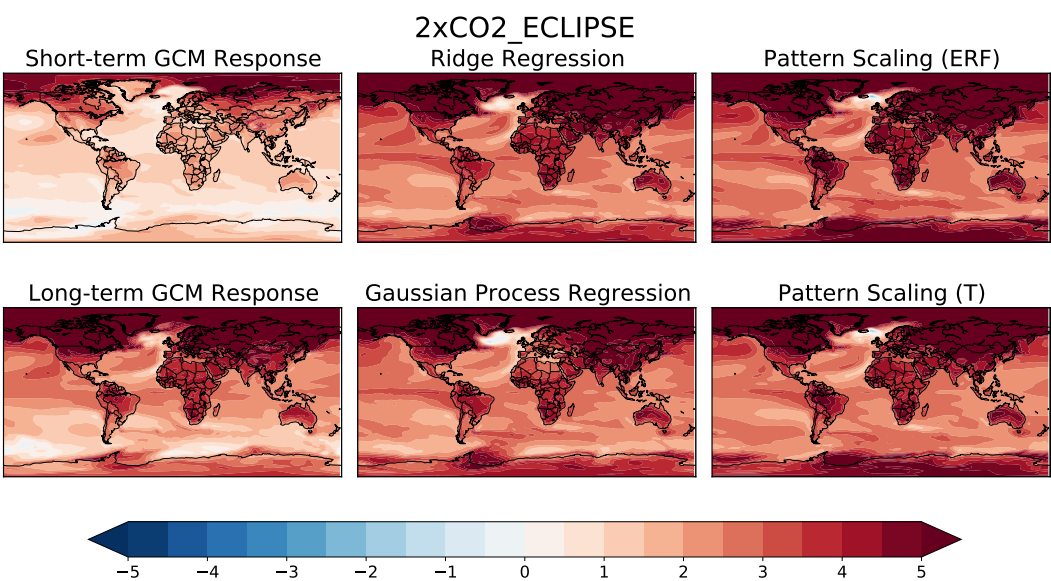 2xCO2_ECLIPSE
Short-term GCM Response
Ridge Regression
Pattern Scaling (ERF)
Long-term GCM Response
Gaussian Process Regression
Pattern Scaling (T)
−5 −4 −3 −2 −1 0 1 2 3 4 5